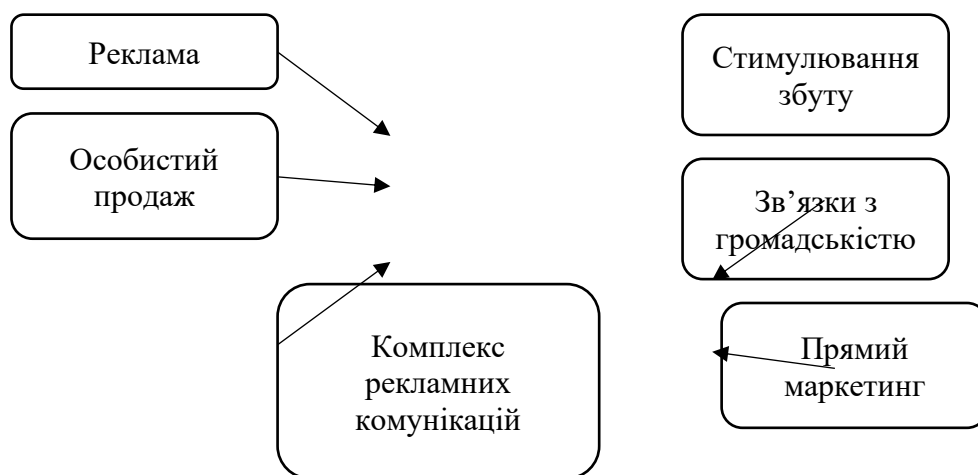 Реклама
Особистий
продаж
Комплекс
рекламних
комунікацій
Стимулювання
збуту
Зв’язки з
громадськістю
Прямий
маркетинг